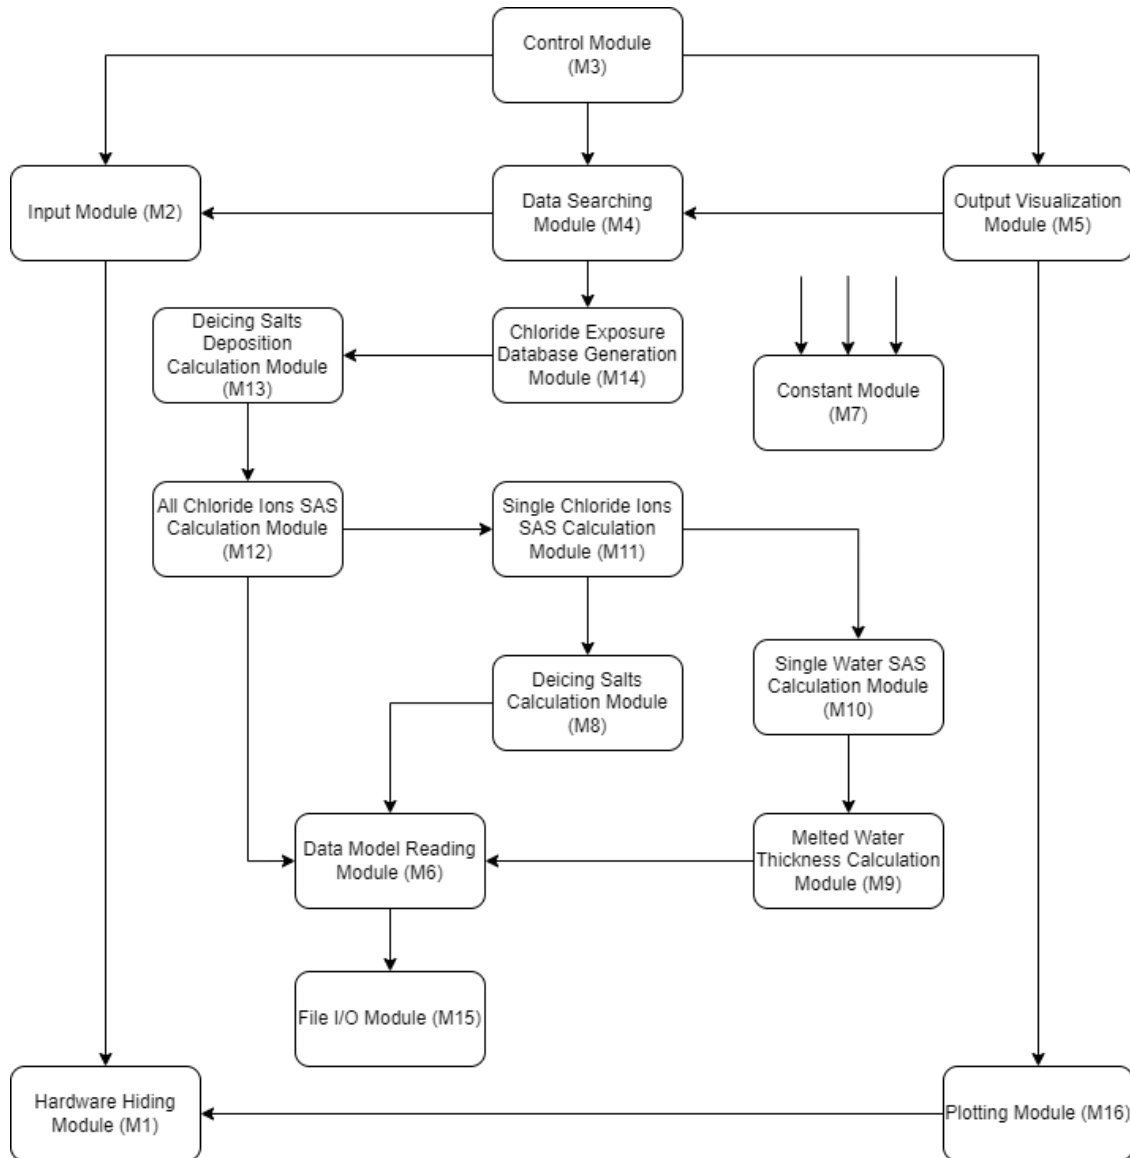 Control Module
(M3)
Input Module (M2)
Data Searching
Module (M4)
Output Visualization
Module (M5)
Deicing Salts
Deposition
Calculation Module
(M13)
Chloride Exposure
Database Generation
Module (M14)
Constant Module
(M7)
All Chloride Ions SAS
Calculation Module
(M12)
Single Chloride Ions
SAS Calculation
Module (M11)
Deicing Salts
Calculation Module
(M8)
Single Water SAS
Calculation Module
(M10)
Data Model Reading
Module (M6)
Melted Water
Thickness Calculation
Module (M9)
File I/O Module (M15)
Hardware Hiding
Module (M1)
Plotting Module (M16)